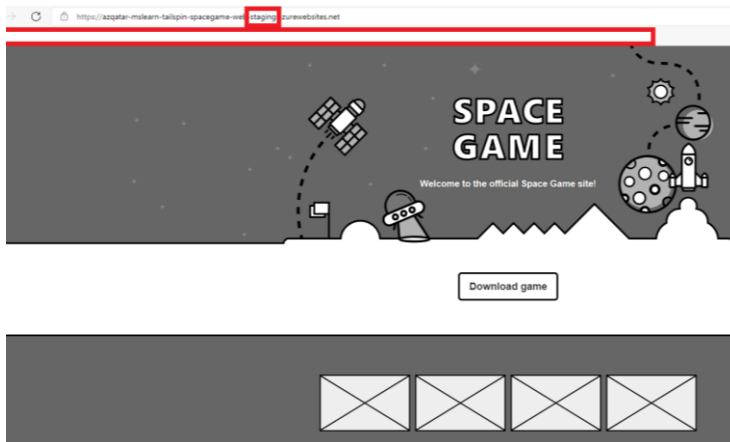 https://azqatar-mslearn-tailspin-spacegame-web-staging.azurewebsites.net
SPACE
GAME
Welcome to the official Space Game site!
Download game